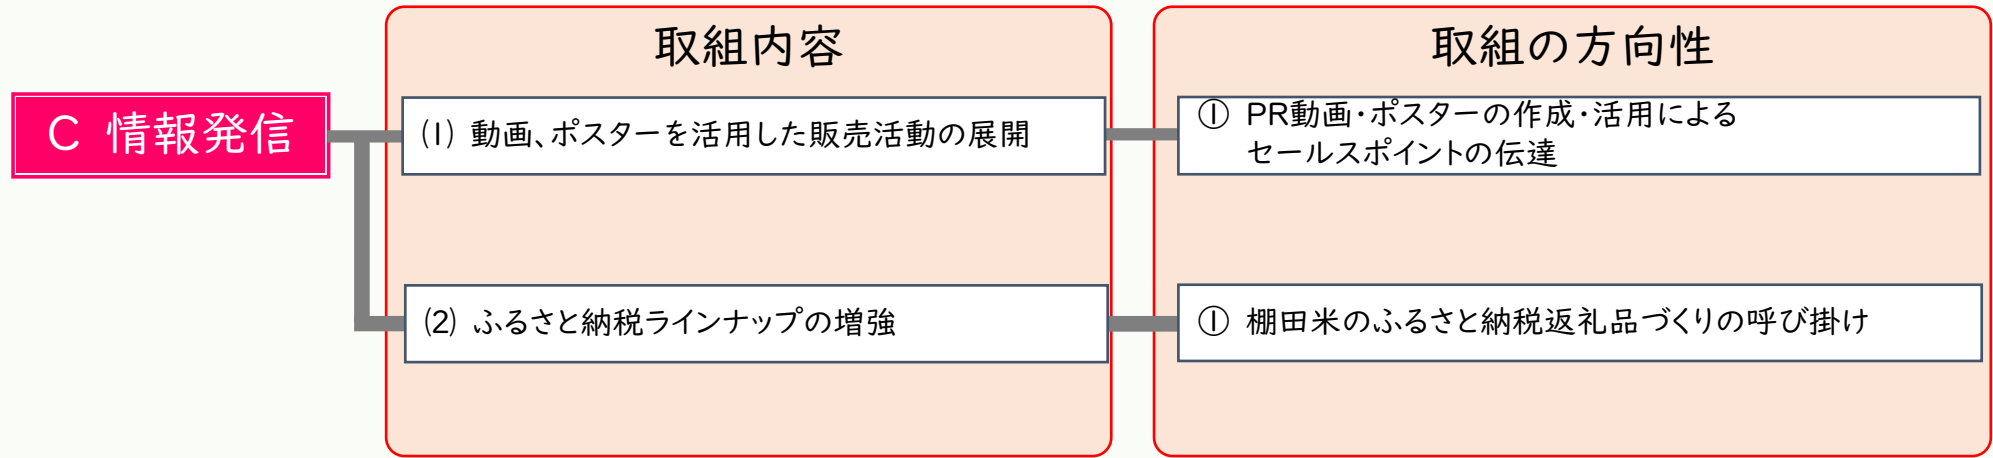 取組内容
取組の方向性
C 情報発信
⑴ 動画、ポスターを活用した販売活動の展開
① PR動画・ポスターの作成・活用による
セールスポイントの伝達
⑵ ふるさと納税ラインナップの増強
① 棚田米のふるさと納税返礼品づくりの呼び掛け